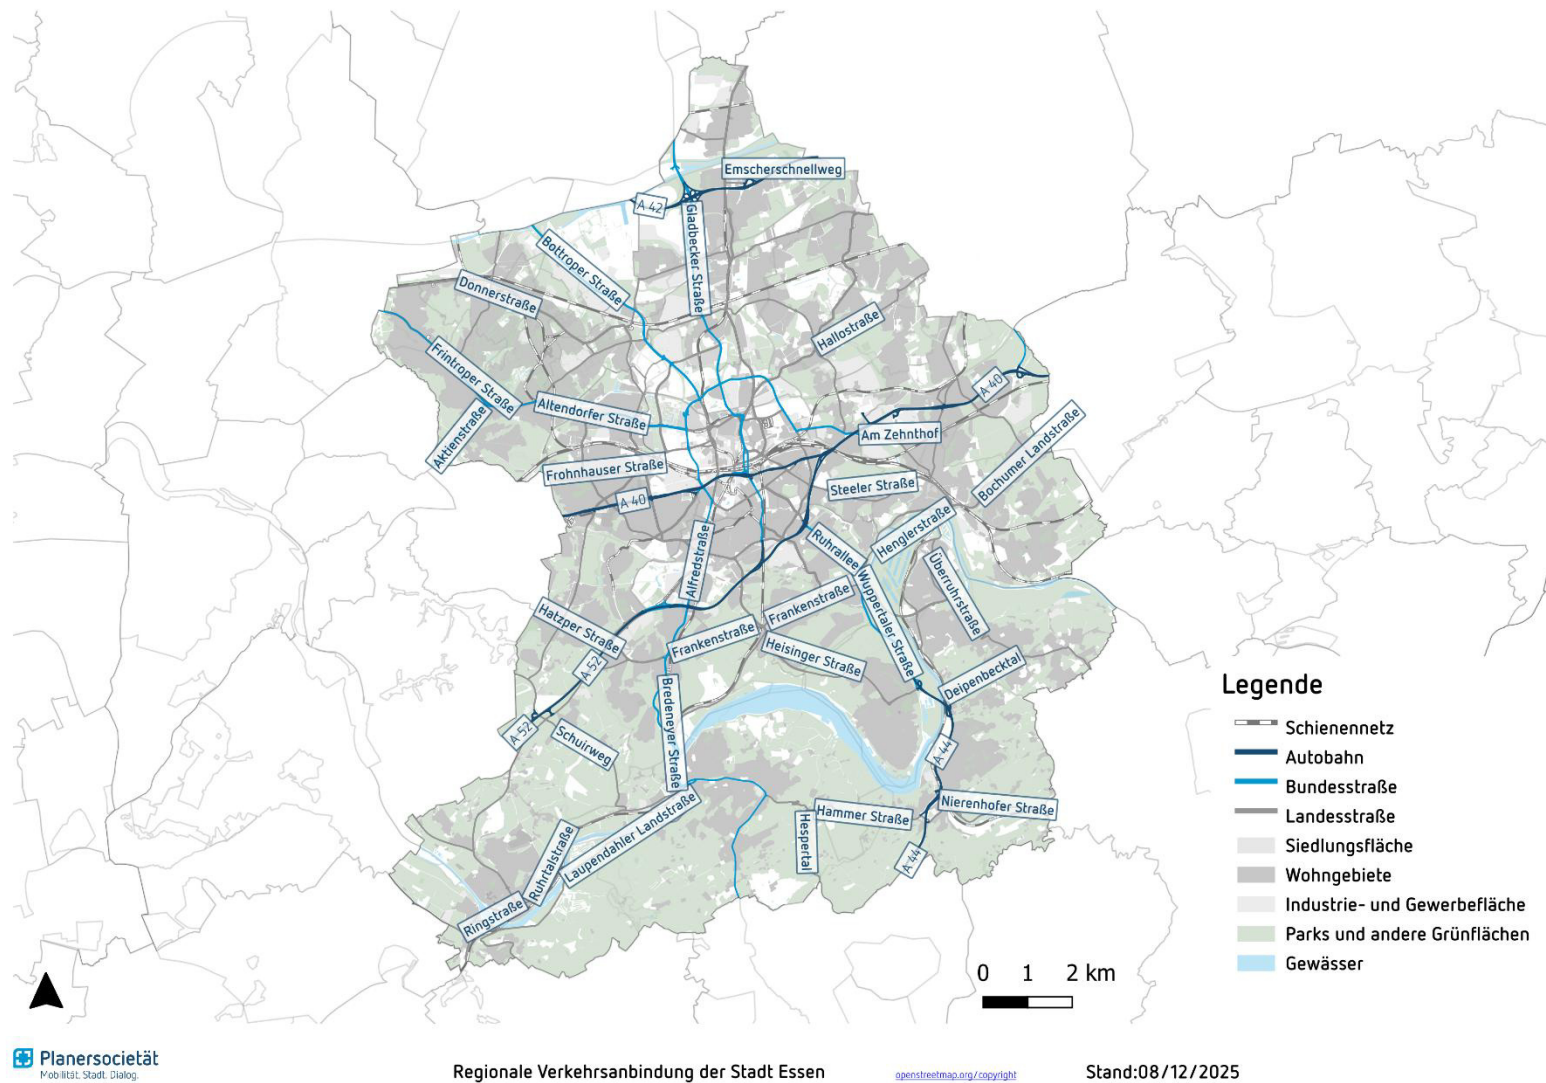 Emscherschnellweg
A 42
Gladbecker Straße
Bottroper Straße
Donnerstraße
Hallostraße
Frintroper Straße
A 40
Altendorfer Straße
Aktienstraße
Am Zehnthof
Bochumer Landstraße
Frohnhauser Straße
Steeler Straße
A 40
Henglerstraße
Ruhrallee
Alfredstraße
Überruhrstraße
Wuppertaler Straße
Frankenstraße
Hatzper Straße
Frankenstraße
Heisinger Straße
A 52
Deipenbecktal
Bredeneyer Straße
A 52
Schuirweg
A 44
Nierenhofer Straße
Hammer Straße
Hespertal
Laupendahler Landstraße
Ruhrtalstraße
A 44
Ringstraße
Legende
Schienennetz
Autobahn
Bundesstraße
Landesstraße
Siedlungsfläche
Wohngebiete
Industrie- und Gewerbefläche
Parks und andere Grünflächen
Gewässer
0 1 2 km
Planersocietät
Mobilität. Stadt. Dialog.
Regionale Verkehrsanbindung der Stadt Essen
openstreetmap.org/copyright
Stand:08/12/2025